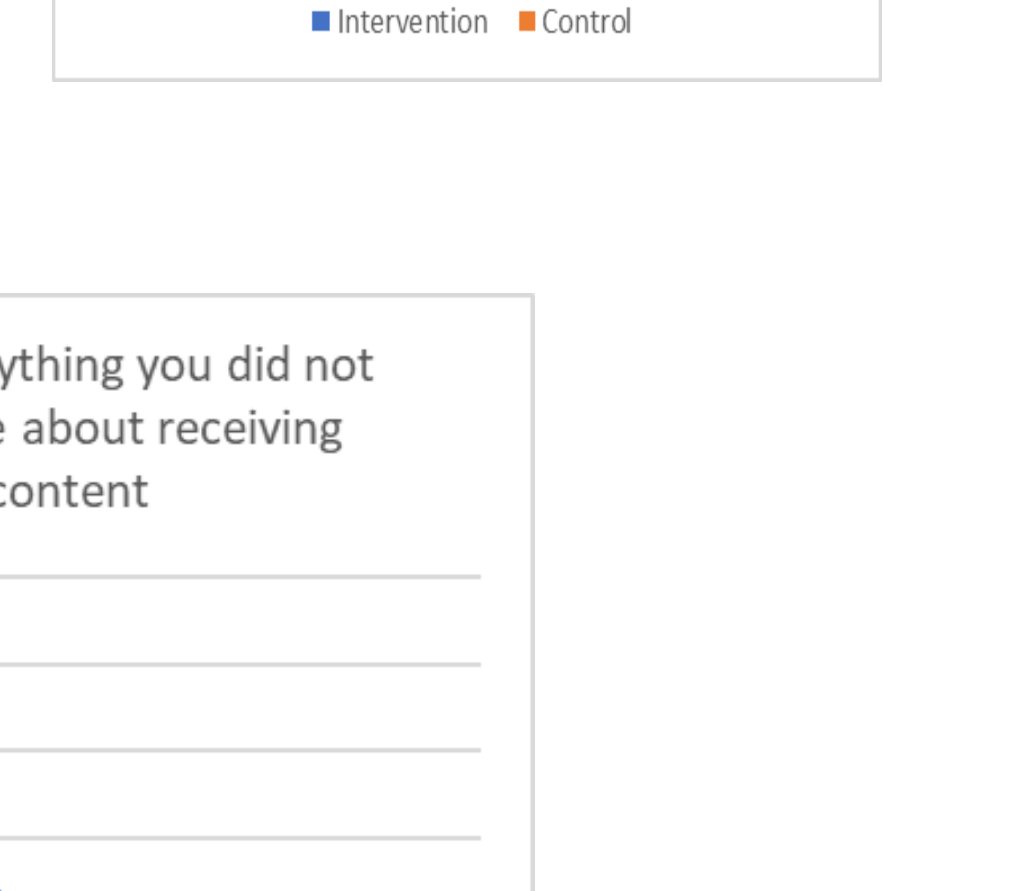 Intervention Control
ything you did not
e about receiving
content